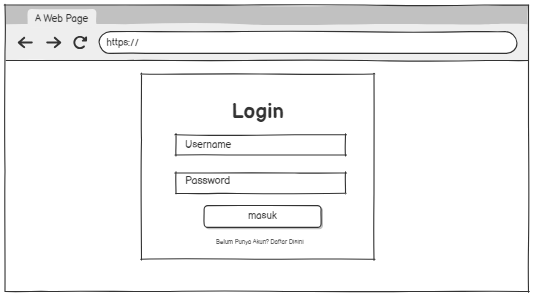 A Web Page
https://
Login
Username
Password
masuk
Belum Punya Akun? Daftar Disini